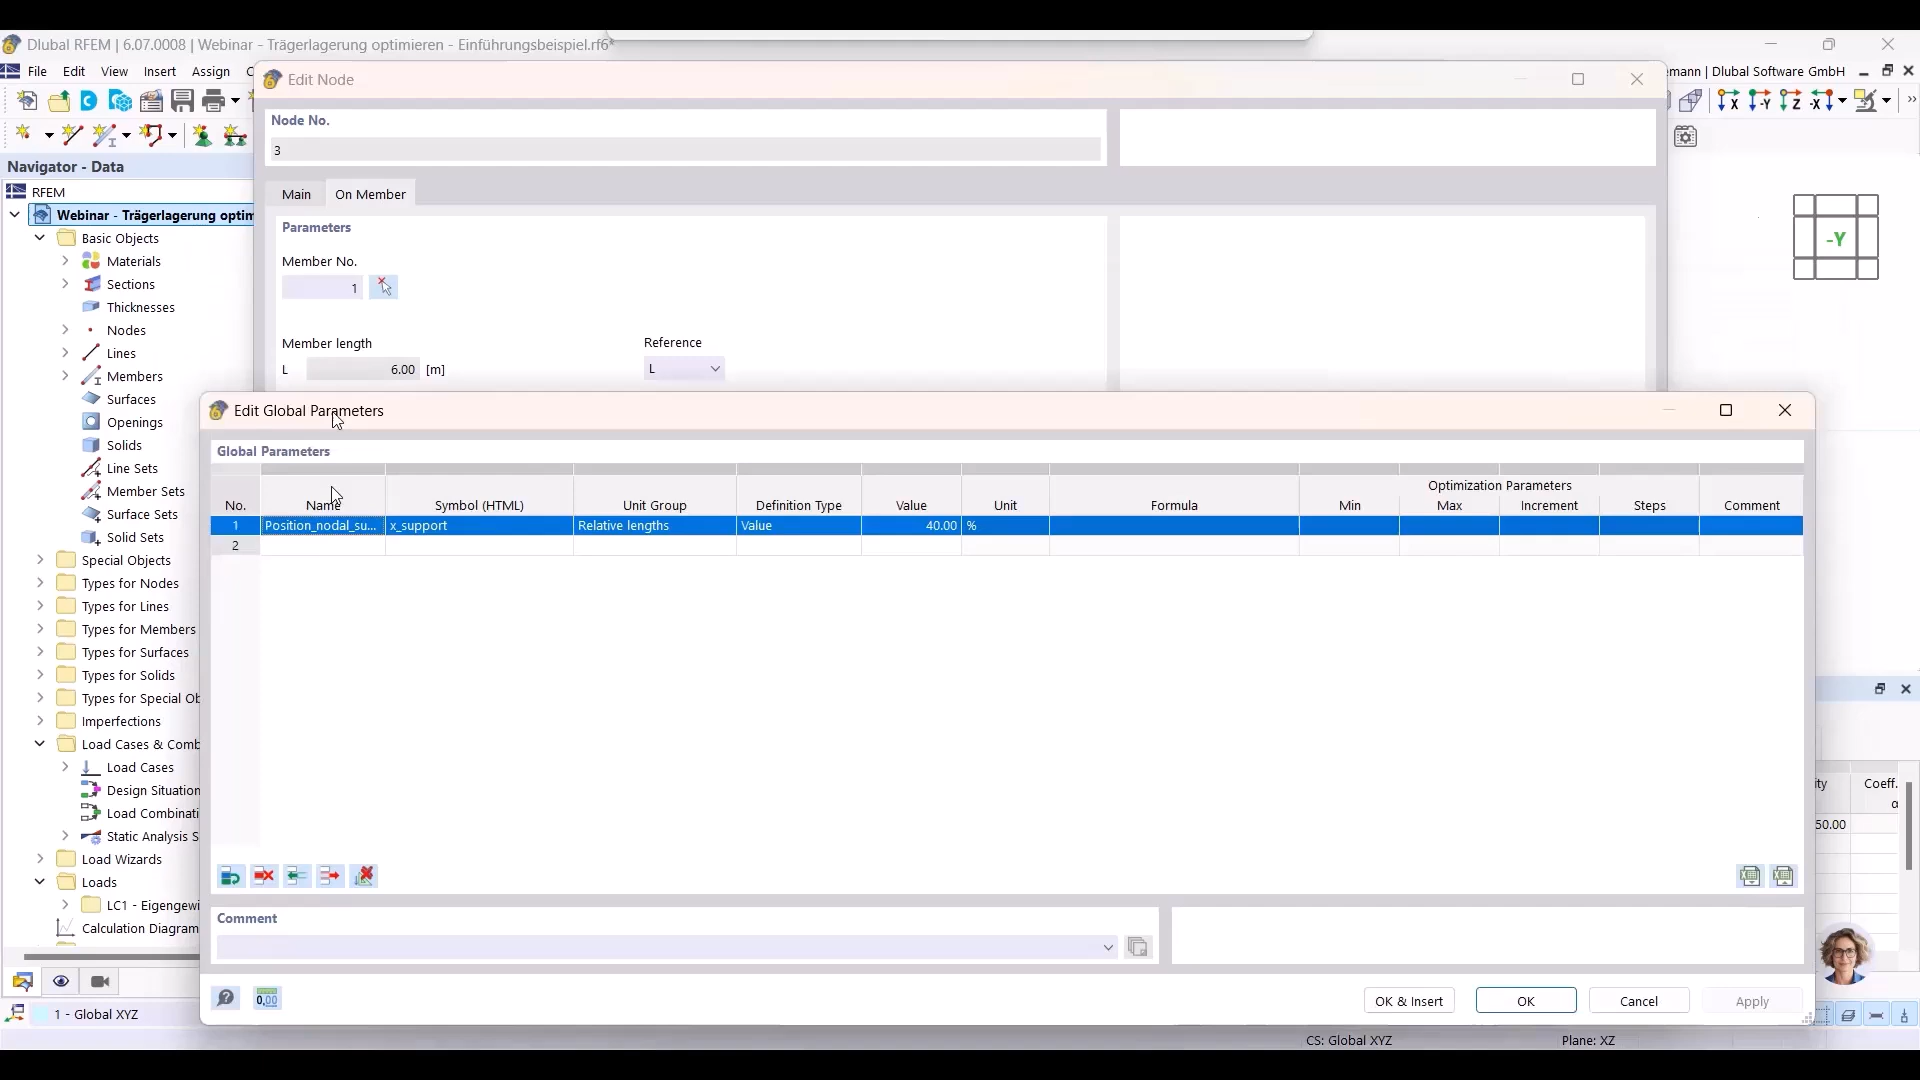 Dlubal RFEM | 6.07.0008 | Webinar - Trägerlagerung optimieren - Einführungsbeispiel.rf6*
File Edit View Insert Assign
mann | Dlubal Software GmbH
Edit Node
Node No.
3
Main On Member
Parameters
Member No.
1
Member length
L 6.00 [m]
Reference
L
Navigator - Data
RFEM
Webinar - Trägerlagerung optim
Basic Objects
Materials
Sections
Thicknesses
Nodes
Lines
Members
Surfaces
Openings
Solids
Line Sets
Member Sets
Surface Sets
Solid Sets
Special Objects
Types for Nodes
Types for Lines
Types for Members
Types for Surfaces
Types for Solids
Types for Special Ob
Imperfections
Load Cases & Comb
Load Cases
Design Situation
Load Combinati
Static Analysis S
Load Wizards
Loads
LC1 - Eigengewi
Calculation Diagram
1 - Global XYZ
X -Y Z -X
-Y
Edit Global Parameters
Global Parameters
Optimization Parameters
No. Name Symbol (HTML) Unit Group Definition Type Value Unit Formula Min Max Increment Steps Comment
1 Position_nodal_su... x_support Relative lengths Value 40.00 %
2
Comment
0,00
OK & Insert OK Cancel Apply
ity Coeff.
α
50.00
CS: Global XYZ Plane: XZ